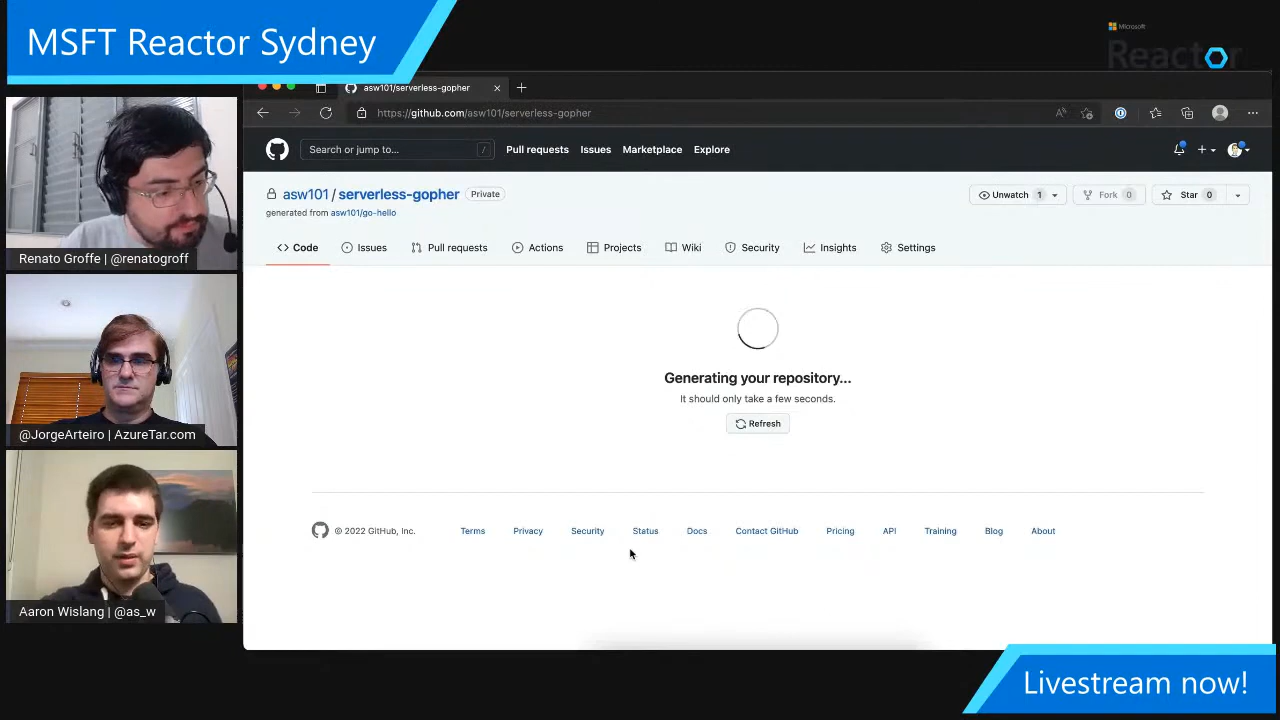 MSFT Reactor Sydney
Microsoft
Reactor
Renato Groffe | @renatogroff
@JorgeArteiro | AzureTar.com
Aaron Wislang | @as_w
asw101/serverless-gopher
https://github.com/asw101/serverless-gopher
Search or jump to... /
Pull requests Issues Marketplace Explore
asw101 / serverless-gopher Private
Unwatch 1 Fork 0 Star 0
generated from asw101/go-hello
Code Issues Pull requests Actions Projects Wiki Security Insights Settings
Generating your repository...
It should only take a few seconds.
Refresh
© 2022 GitHub, Inc. Terms Privacy Security Status Docs Contact GitHub Pricing API Training Blog About
Livestream now!